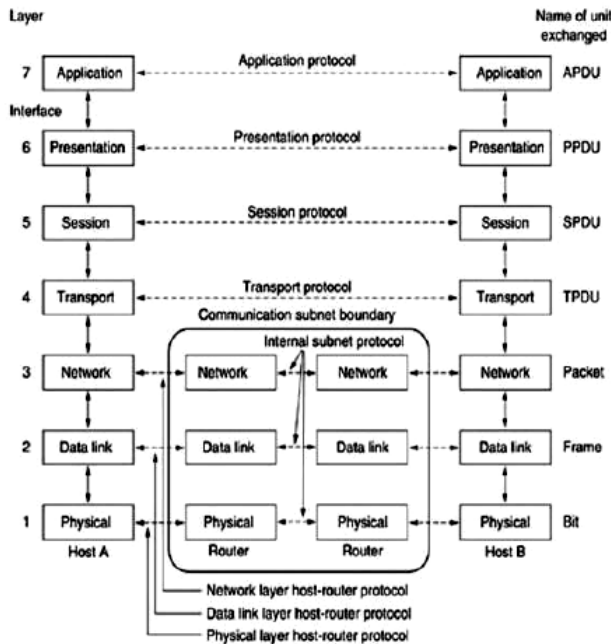 Layer
Name of unit
exchanged
Application protocol
7 Application Application APDU
Interface
Presentation protocol
6 Presentation Presentation PPDU
Session protocol
5 Session Session SPDU
Transport protocol
4 Transport Transport TPDU
Communication subnet boundary
Internal subnet protocol
3 Network Network Network Network Packet
2 Data link Data link Data link Data link Frame
1 Physical Physical Physical Physical Bit
Host A Router Router Host B
Network layer host-router protocol
Data link layer host-router protocol
Physical layer host-router protocol